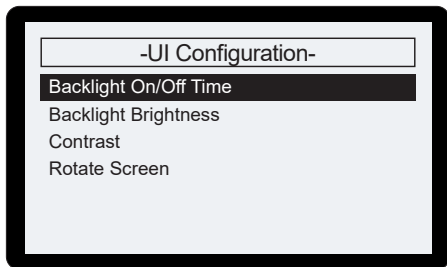 -UI Configuration-
Backlight On/Off Time
Backlight Brightness
Contrast
Rotate Screen